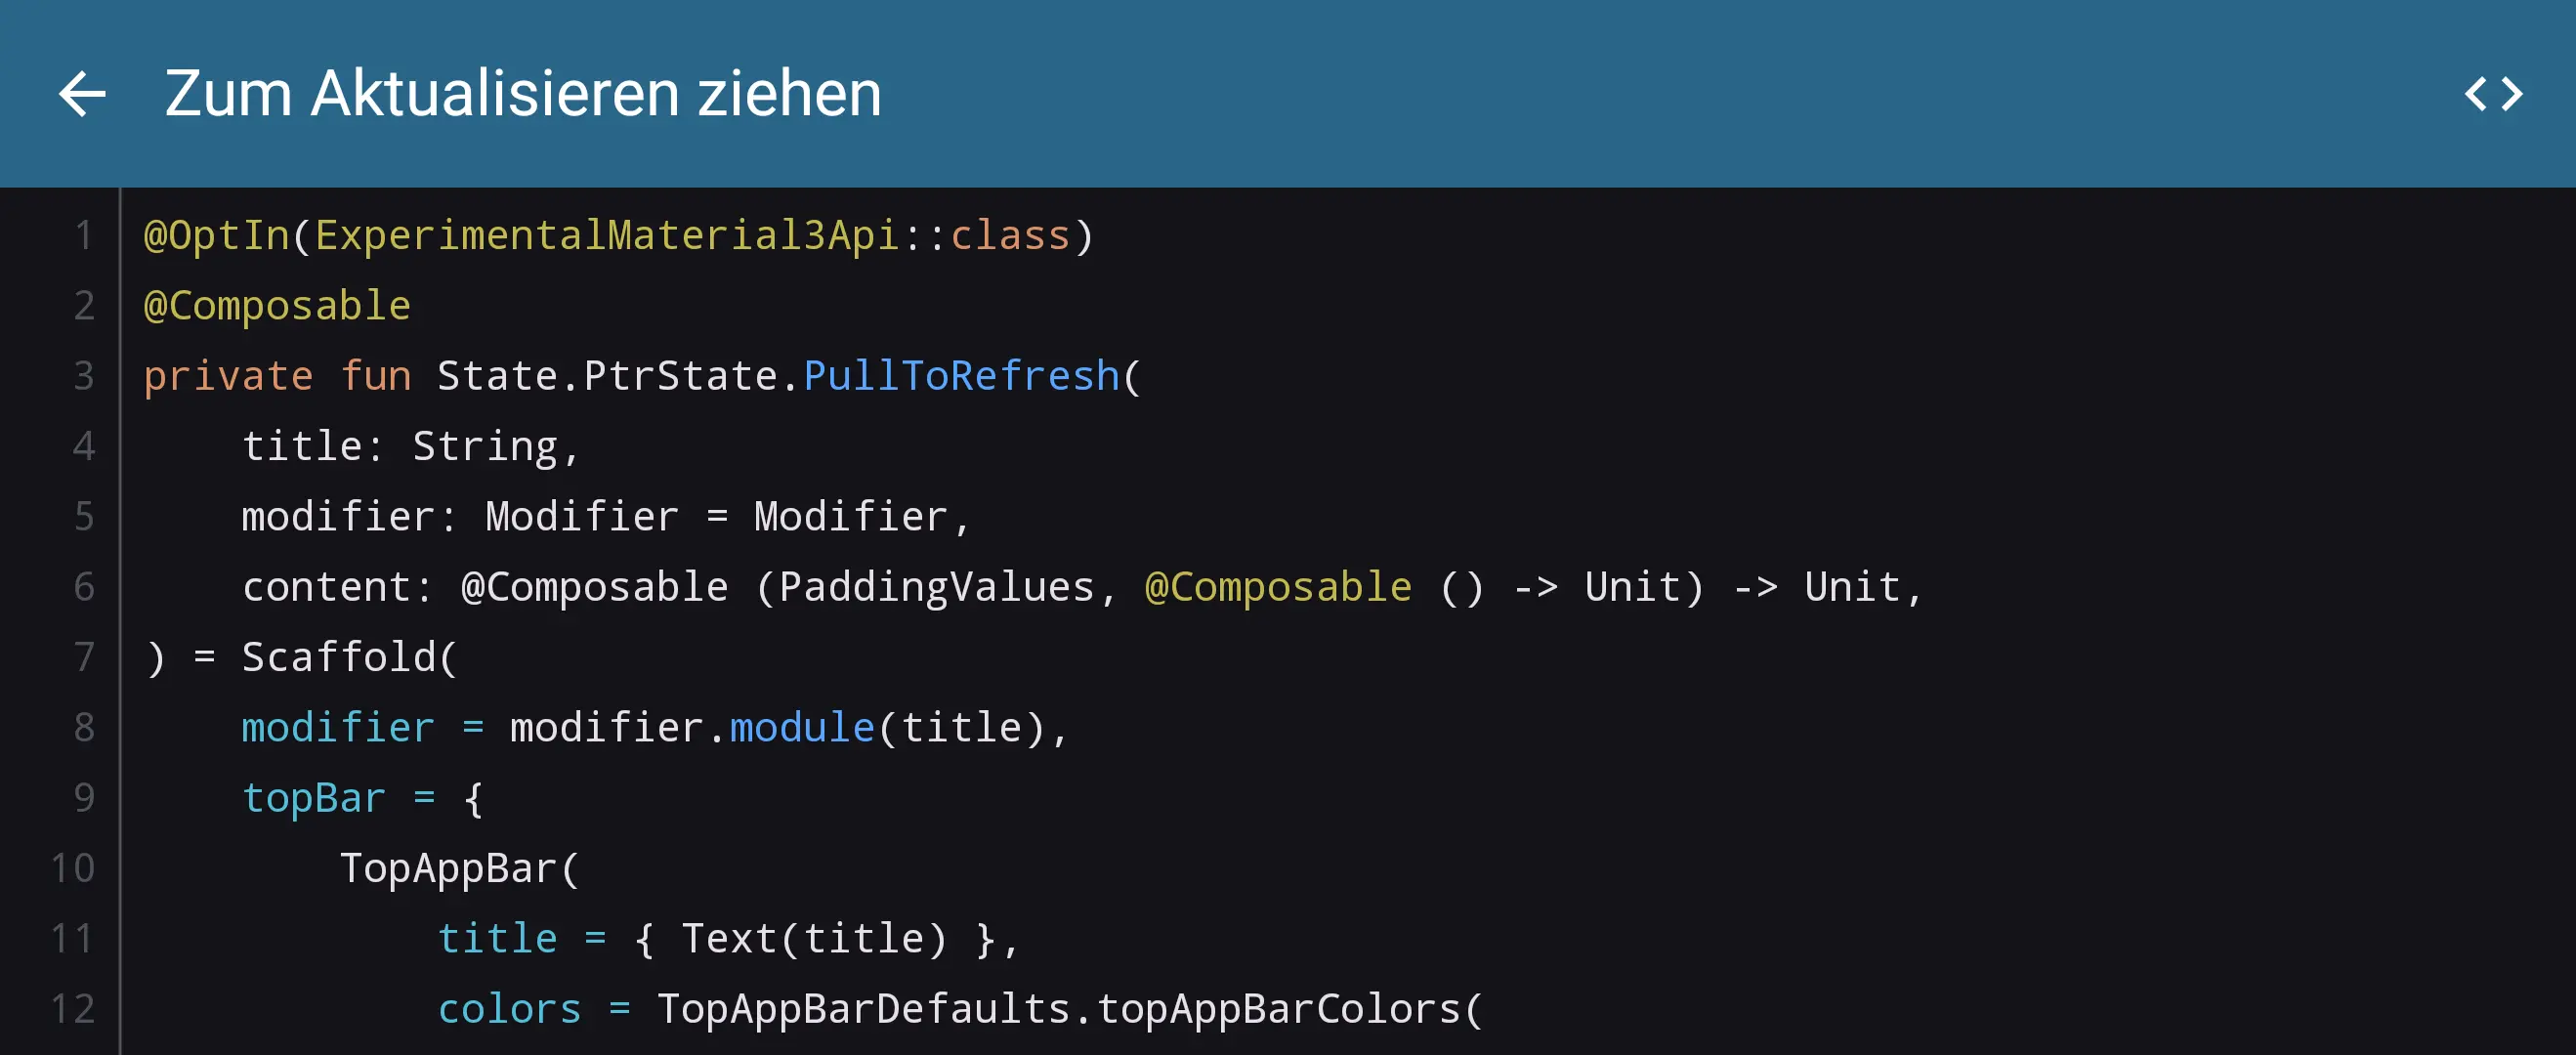 Zum Aktualisieren ziehen
1 @OptIn(ExperimentalMaterial3Api::class)
2 @Composable
3 private fun State.PtrState.PullToRefresh(
4     title: String,
5     modifier: Modifier = Modifier,
6     content: @Composable (PaddingValues, @Composable () -> Unit) -> Unit,
7 ) = Scaffold(
8     modifier = modifier.module(title),
9     topBar = {
10         TopAppBar(
11             title = { Text(title) },
12             colors = TopAppBarDefaults.topAppBarColors(